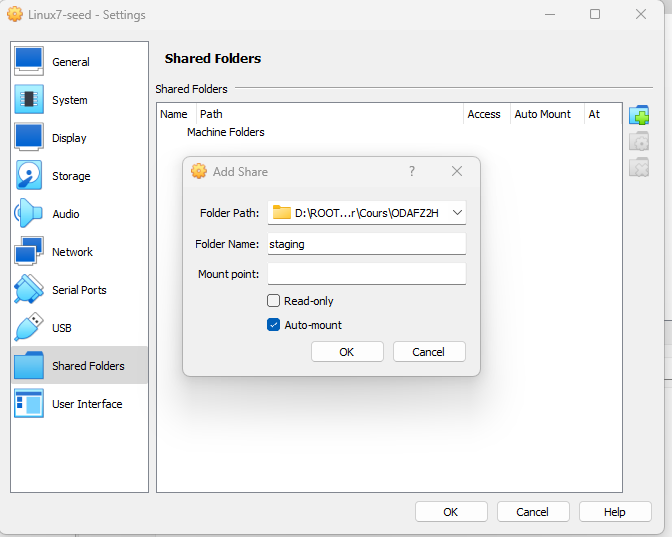 Linux7-seed - Settings
General
System
Display
Storage
Audio
Network
Serial Ports
USB
Shared Folders
User Interface
Shared Folders
Shared Folders
Name Path Access Auto Mount At
Machine Folders
Add Share ?
Folder Path: D:\ROOT...r\Cours\ODAFZ2H
Folder Name: staging
Mount point:
Read-only
Auto-mount
OK Cancel
OK Cancel Help